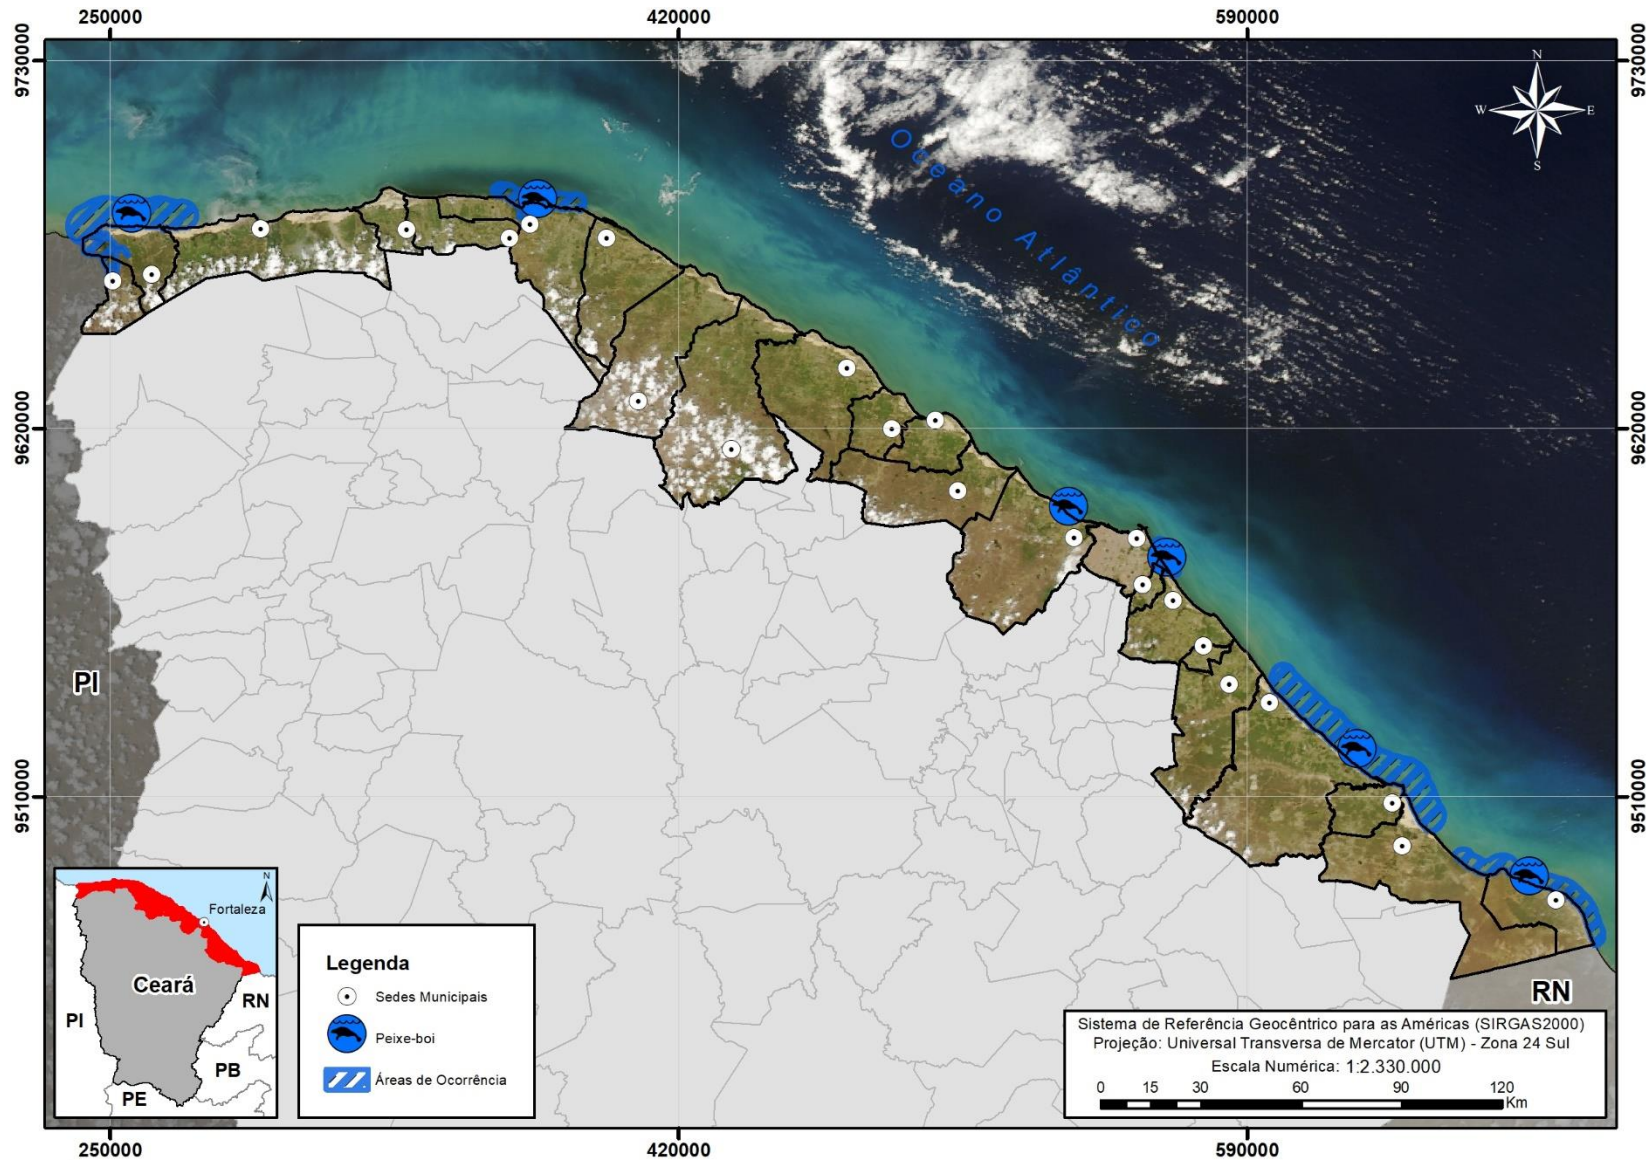 250000
420000
590000
9730000
9730000
N
W
E
S
Oceano Atlântico
9620000
9620000
PI
9510000
9510000
N
Fortaleza
Ceará
PI
RN
PB
PE
Legenda
Sedes Municipais
Peixe-boi
Áreas de Ocorrência
RN
Sistema de Referência Geocêntrico para as Américas (SIRGAS2000)
Projeção: Universal Transversa de Mercator (UTM) - Zona 24 Sul
Escala Numérica: 1:2.330.000
0 15 30 60 90 120
Km
250000
420000
590000